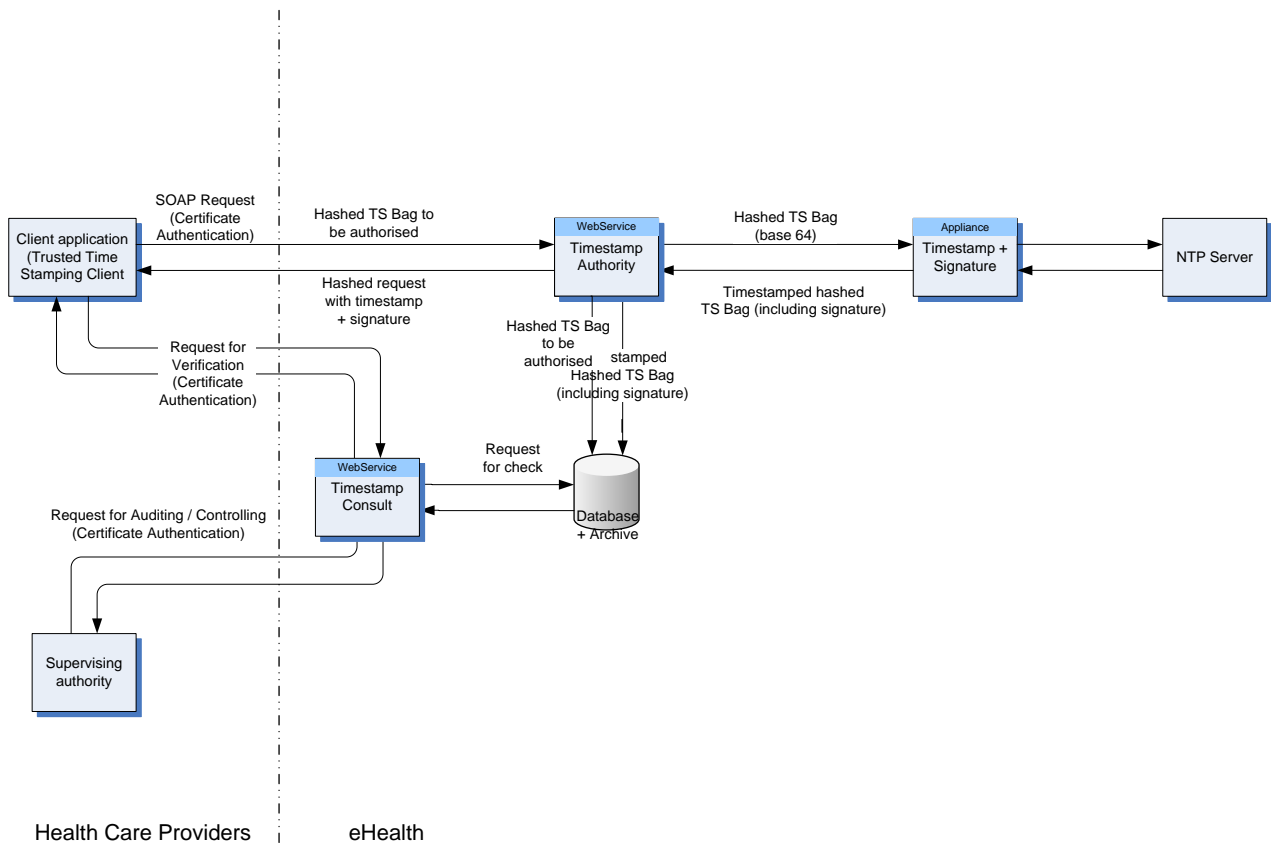 SOAP Request
(Certificate
Authentication)
Hashed TS Bag to
be authorised
Client application
(Trusted Time
Stamping Client
WebService
Timestamp
Authority
Hashed TS Bag
(base 64)
Appliance
Timestamp +
Signature
NTP Server
Hashed request
with timestamp
+ signature
Timestamped hashed
TS Bag (including signature)
Hashed TS Bag
to be
authorised
stamped
Hashed TS Bag
(including signature)
Request for
Verification
(Certificate
Authentication)
WebService
Timestamp
Consult
Request
for check
Database
+ Archive
Request for Auditing / Controlling
(Certificate Authentication)
Supervising
authority
Health Care Providers
eHealth